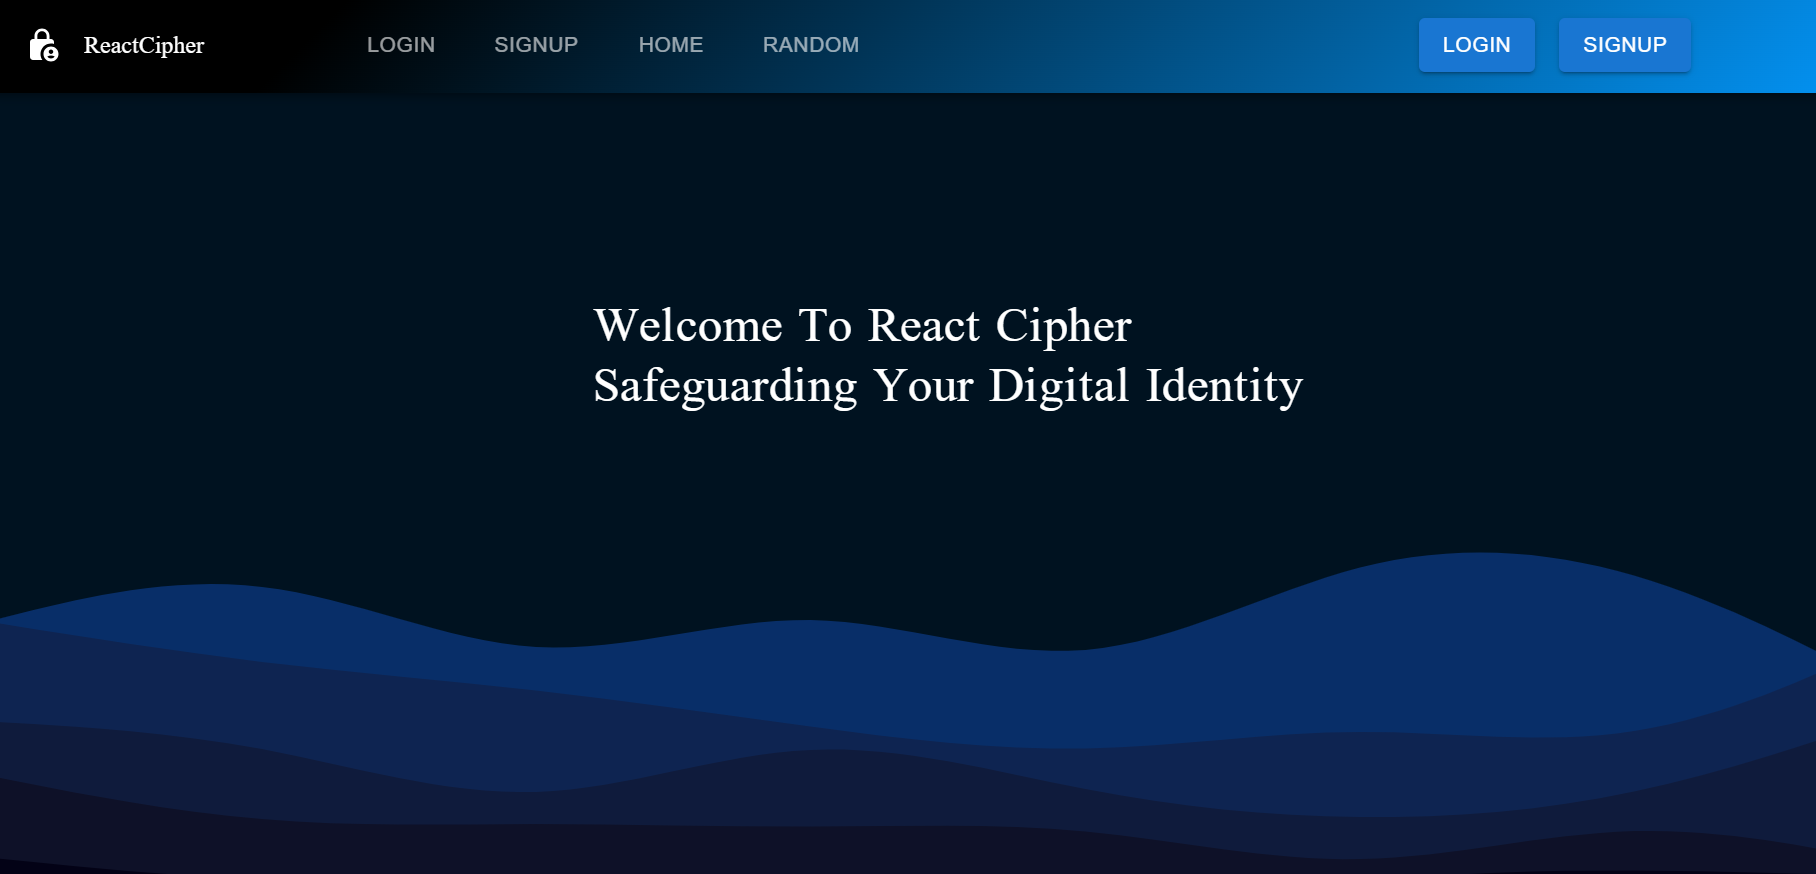 ReactCipher LOGIN SIGNUP HOME RANDOM LOGIN SIGNUP
Welcome To React Cipher
Safeguarding Your Digital Identity